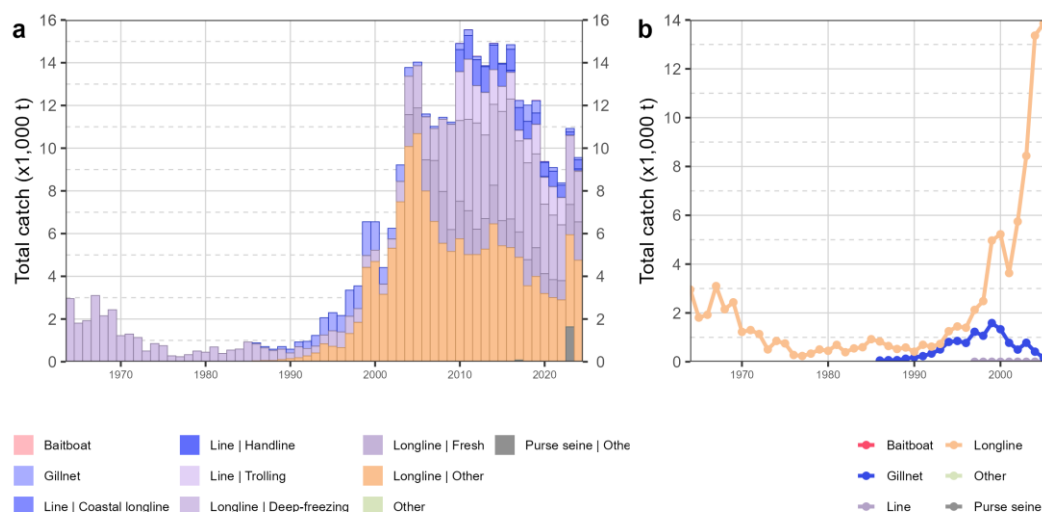 a
b
Total catch (x1,000 t)
16
14
12
10
8
6
4
2
0
16
14
12
10
8
6
4
2
0
1970
1980
1990
2000
2010
2020
Total catch (x1,000 t)
14
12
10
8
6
4
2
0
1970
1980
1990
2000
Baitboat
Line | Handline
Longline | Fresh
Purse seine | Othe
Gillnet
Line | Trolling
Longline | Other
Line | Coastal longline
Longline | Deep-freezing
Other
Baitboat
Longline
Gillnet
Other
Line
Purse seine